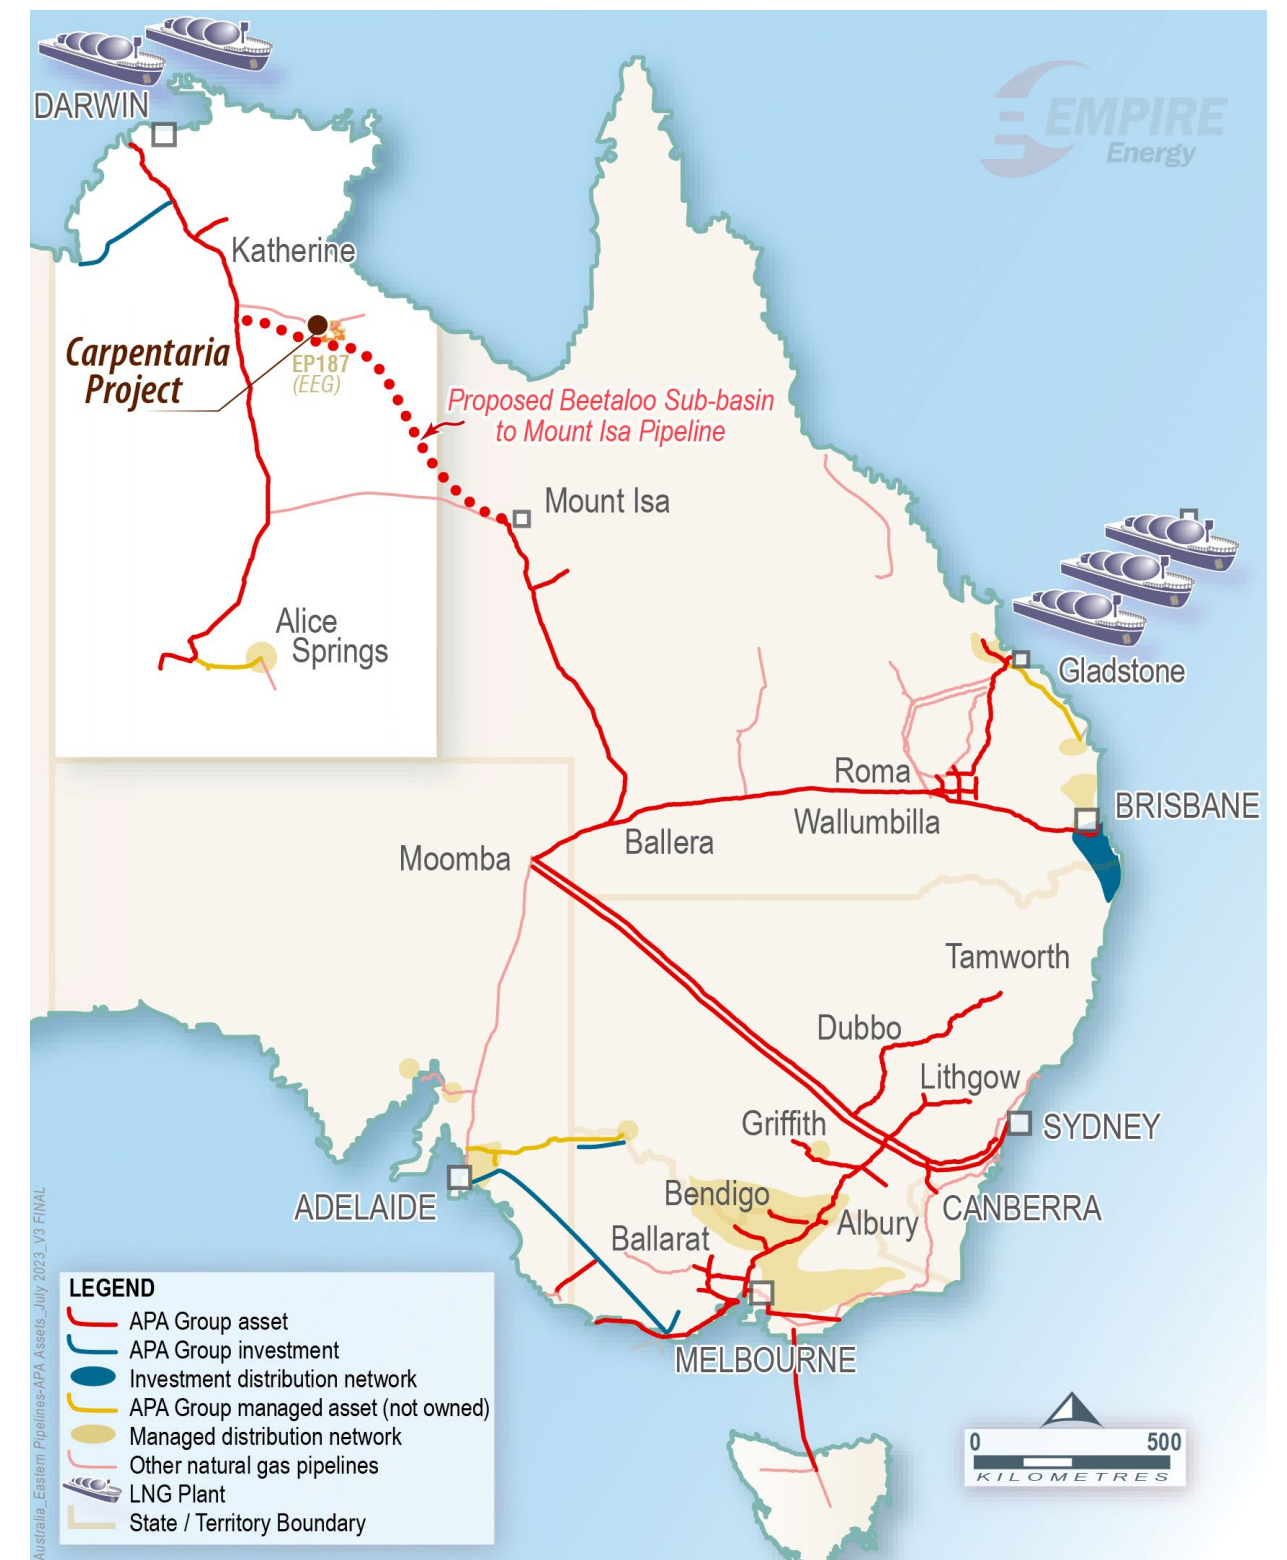 DARWIN
EMPIRE
Energy
Katherine
Carpentaria
Project
EP187
(EEG)
Proposed Beetaloo Sub-basin
to Mount Isa Pipeline
Mount Isa
Alice
Springs
Gladstone
Roma
BRISBANE
Wallumbilla
Ballera
Moomba
Tamworth
Dubbo
Lithgow
Griffith
SYDNEY
Bendigo
ADELAIDE
CANBERRA
Albury
Ballarat
MELBOURNE
LEGEND
APA Group asset
APA Group investment
Investment distribution network
APA Group managed asset (not owned)
Managed distribution network
Other natural gas pipelines
LNG Plant
State / Territory Boundary
0 500
KILOMETRES
Australia_Eastern Pipelines-APA Assets_July 2023_V3 FINAL